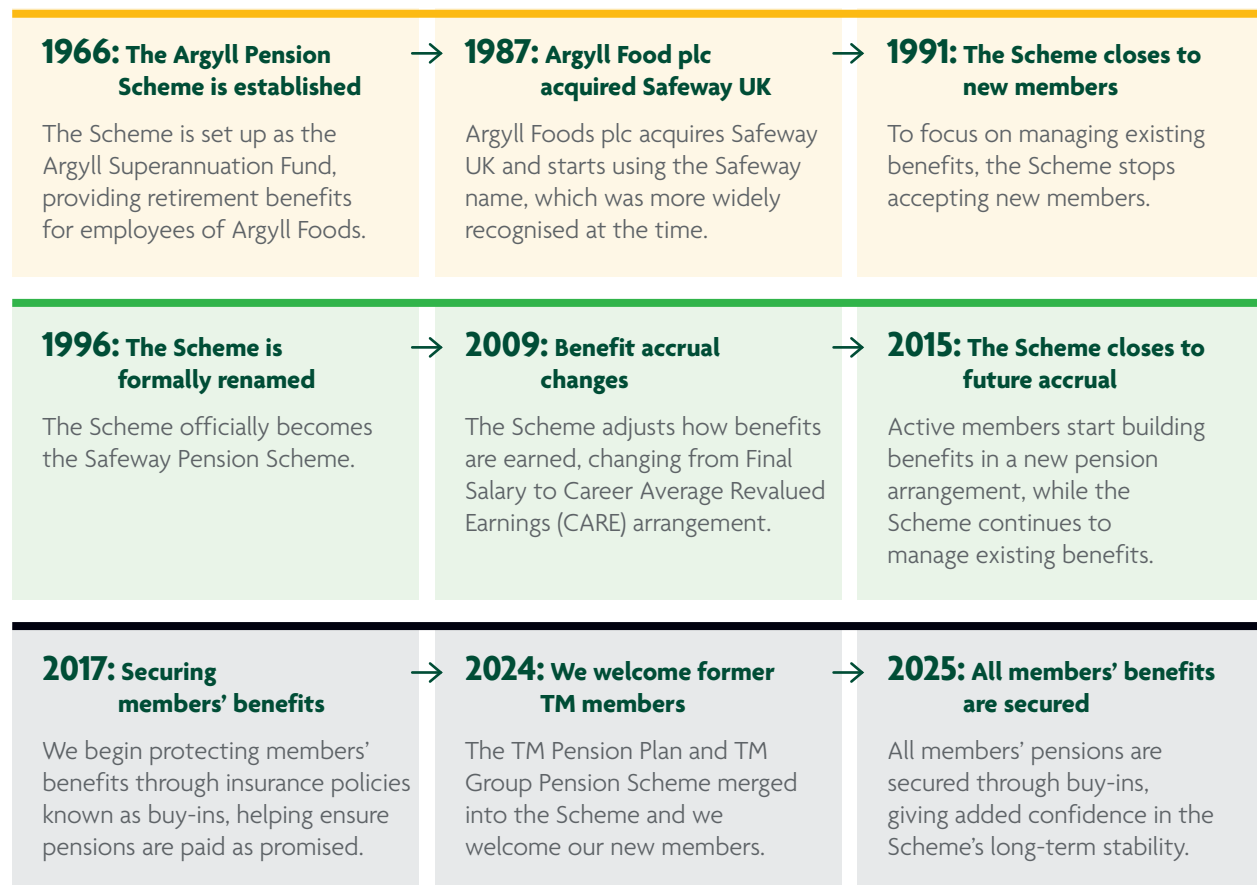 1966: The Argyll Pension
Scheme is established
The Scheme is set up as the
Argyll Superannuation Fund,
providing retirement benefits
for employees of Argyll Foods.
1987: Argyll Food plc
acquired Safeway UK
Argyll Foods plc acquires Safeway
UK and starts using the Safeway
name, which was more widely
recognised at the time.
1991: The Scheme closes to
new members
To focus on managing existing
benefits, the Scheme stops
accepting new members.
1996: The Scheme is
formally renamed
The Scheme officially becomes
the Safeway Pension Scheme.
2009: Benefit accrual
changes
The Scheme adjusts how benefits
are earned, changing from Final
Salary to Career Average Revalued
Earnings (CARE) arrangement.
2015: The Scheme closes to
future accrual
Active members start building
benefits in a new pension
arrangement, while the
Scheme continues to
manage existing benefits.
2017: Securing
members’ benefits
We begin protecting members’
benefits through insurance policies
known as buy-ins, helping ensure
pensions are paid as promised.
2024: We welcome former
TM members
The TM Pension Plan and TM
Group Pension Scheme merged
into the Scheme and we
welcome our new members.
2025: All members’ benefits
are secured
All members’ pensions are
secured through buy-ins,
giving added confidence in the
Scheme’s long-term stability.